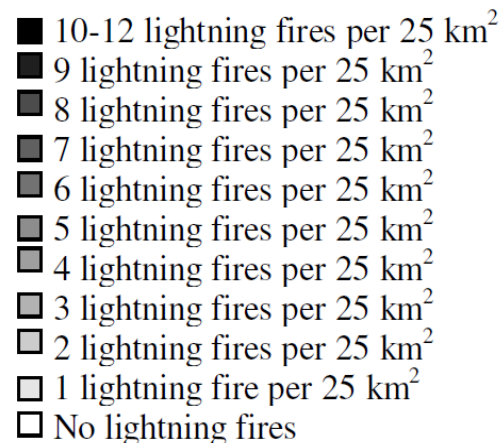 10-12 lightning fires per 25 km²
9 lightning fires per 25 km²
8 lightning fires per 25 km²
7 lightning fires per 25 km²
6 lightning fires per 25 km²
5 lightning fires per 25 km²
4 lightning fires per 25 km²
3 lightning fires per 25 km²
2 lightning fires per 25 km²
1 lightning fire per 25 km²
No lightning fires